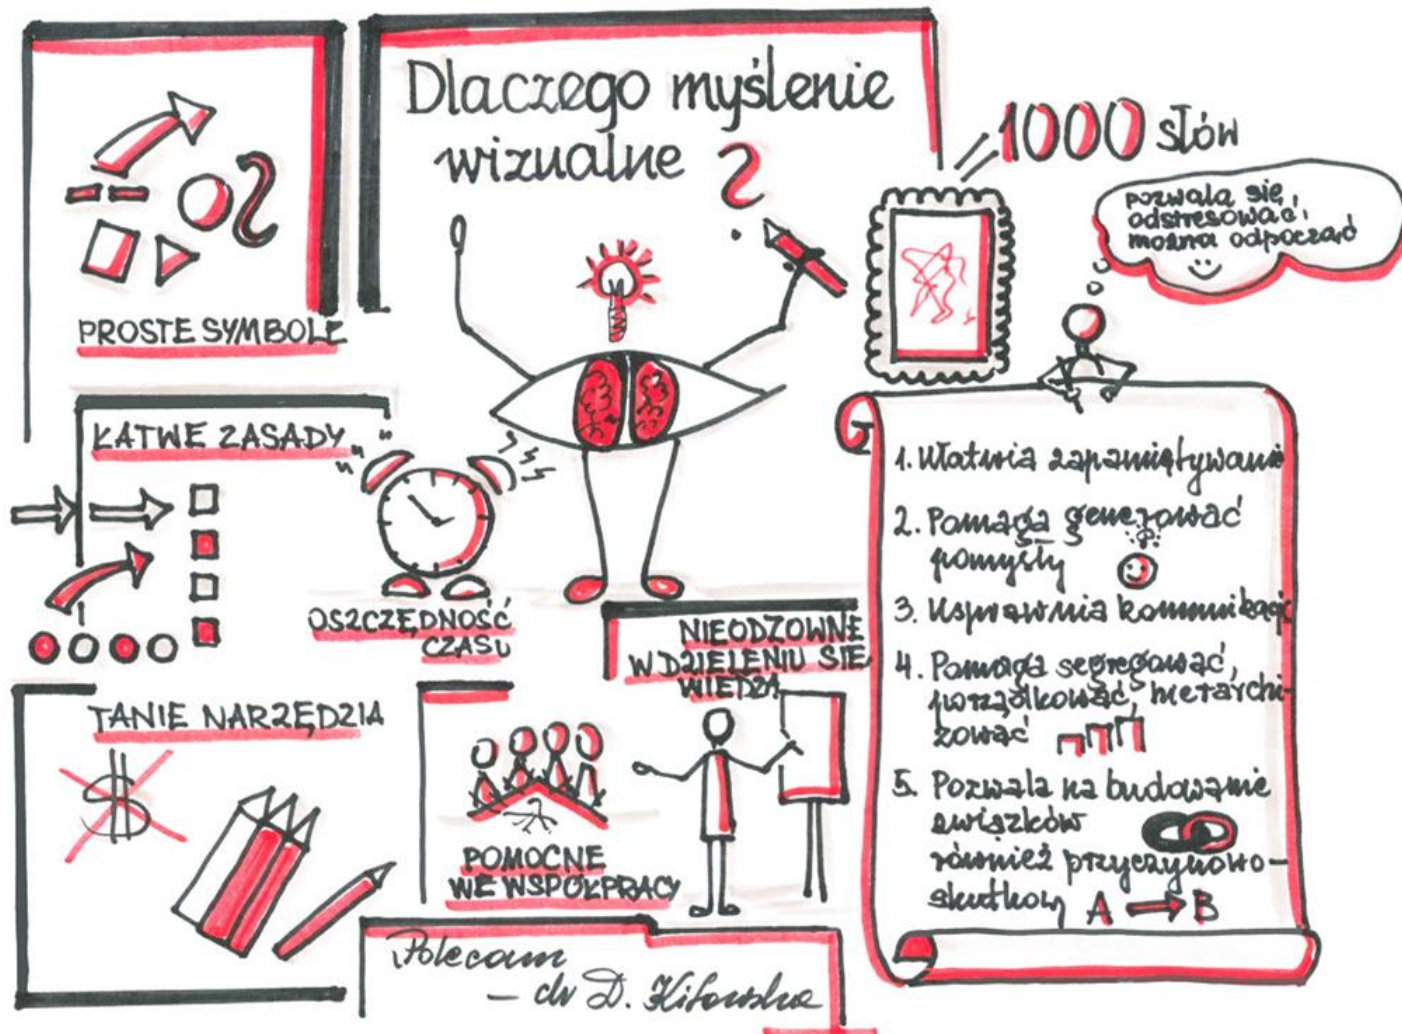 Dlaczego myślenie
wizualne ?
1000 słów
pozwala się
odstresować,
można odpocząć
PROSTE SYMBOLE
ŁATWE ZASADY
OSZCZĘDNOŚĆ
CZASU
TANIE NARZĘDZIA
$
POMOCNE
WE WSPÓŁPRACY
NIEODZOWNE
W DZIELENIU SIĘ
WIEDZĄ
1. Ułatwia zapamiętywanie
2. Pomaga generować
pomysły
3. Usprawnia komunikację
4. Pomaga segregować,
porządkować, hierarchi-
zować
5. Pozwala na budowanie
związków
również przyczynowo-
skutkowy
A → B
Polecam
- dr D.